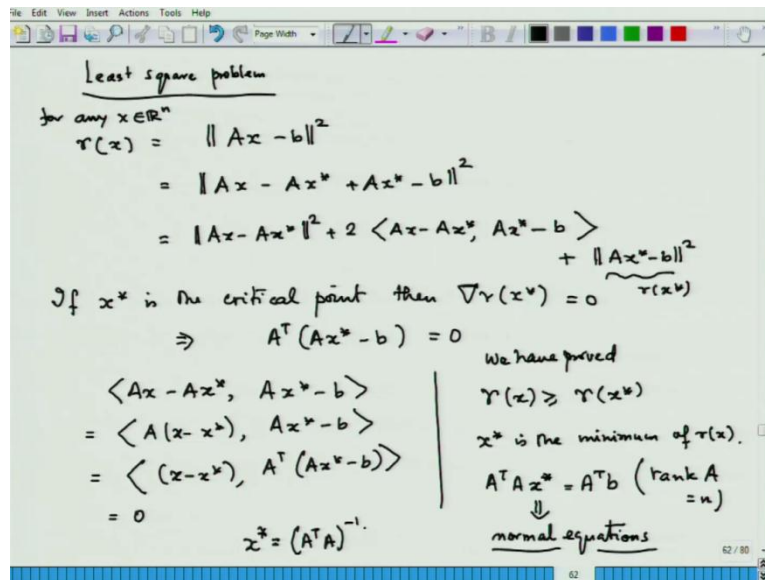 File Edit View Insert Actions Tools Help
Page Width
B I
Least square problem
for any x ∈ ℝⁿ
r(x) = ‖Ax - b‖²
= ‖Ax - Ax* + Ax* - b‖²
= ‖Ax - Ax*‖² + 2 <Ax - Ax*, Ax* - b>
+ ‖Ax* - b‖²
r(x*)
If x* is the critical point then ∇r(x*) = 0
⇒ Aᵀ(Ax* - b) = 0
<Ax - Ax*, Ax* - b>
= <A(x - x*), Ax* - b>
= <(x - x*), Aᵀ(Ax* - b)>
= 0
x* = (AᵀA)⁻¹.
we have proved
r(x) ≥ r(x*)
x* is the minimum of r(x).
AᵀAx* = Aᵀb (rank A = n)
⇓
normal equations
62 / 80
62